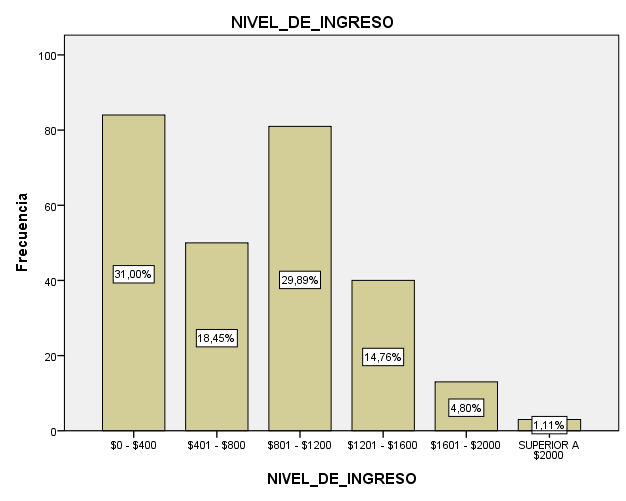 NIVEL_DE_INGRESO
100
80
60
40
20
0
Frecuencia
31,00%
18,45%
29,89%
14,76%
4,80%
1,11%
$0 - $400
$401 - $800
$801 - $1200
$1201 - $1600
$1601 - $2000
SUPERIOR A
$2000
NIVEL_DE_INGRESO